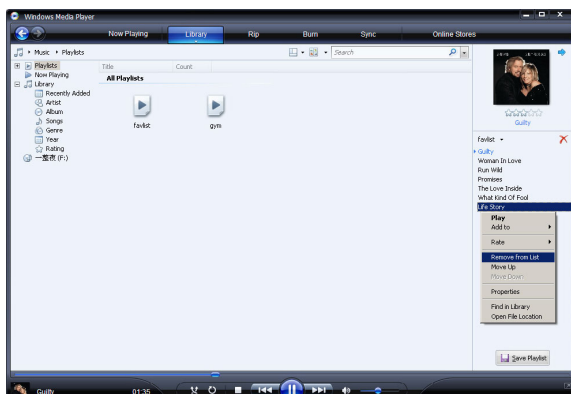 Windows Media Player
Now Playing Library Rip Burn Sync Online Stores
Music Playlists Search
Playlists
Now Playing
Library
Recently Added
Artist
Album
Songs
Genre
Year
Rating
一整夜 (F:)
Title Count
All Playlists
favlist gym
Guilty
favlist
Guilty
Woman In Love
Run Wild
Promises
The Love Inside
What Kind Of Fool
Life Story
Play
Add to
Rate
Remove from List
Move Up
Move Down
Properties
Find in Library
Open File Location
Save Playlist
Guilty 01:35